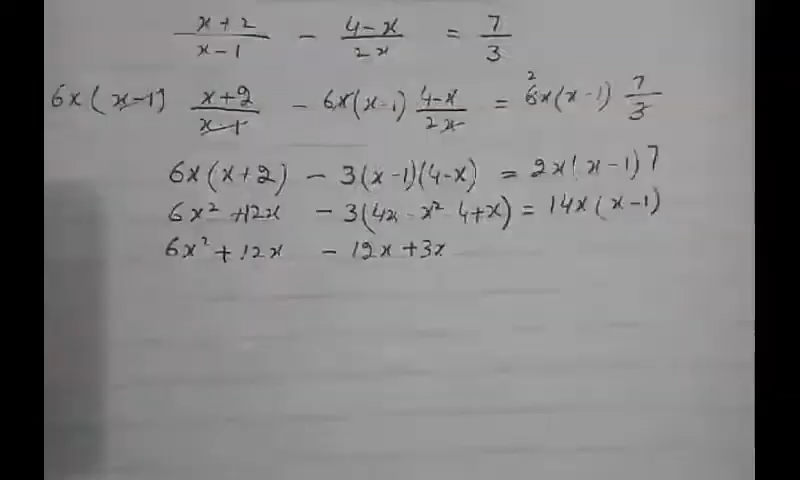 (x+2)/(x-1) - (4-x)/(2x) = 7/3
6x(x-1) (x+2)/(x-1) - 6x(x-1) (4-x)/(2x) = 6x(x-1) 7/3 2
6x(x+2) - 3(x-1)(4-x) = 2x(x-1)7
6x² +12x - 3(4x - x² 4+x) = 14x(x-1)
6x² + 12x - 12x + 3x